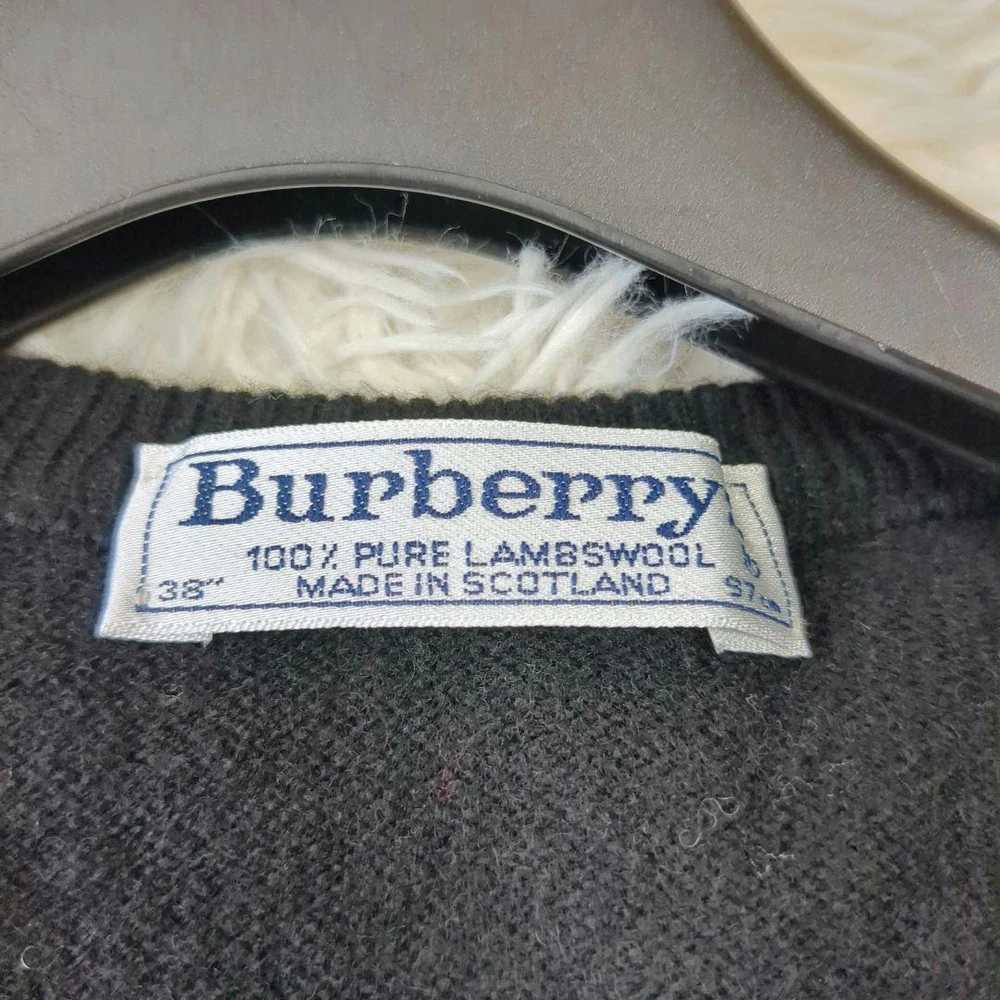 Burberry
100% PURE LAMBSWOOL
38" MADE IN SCOTLAND 97cm